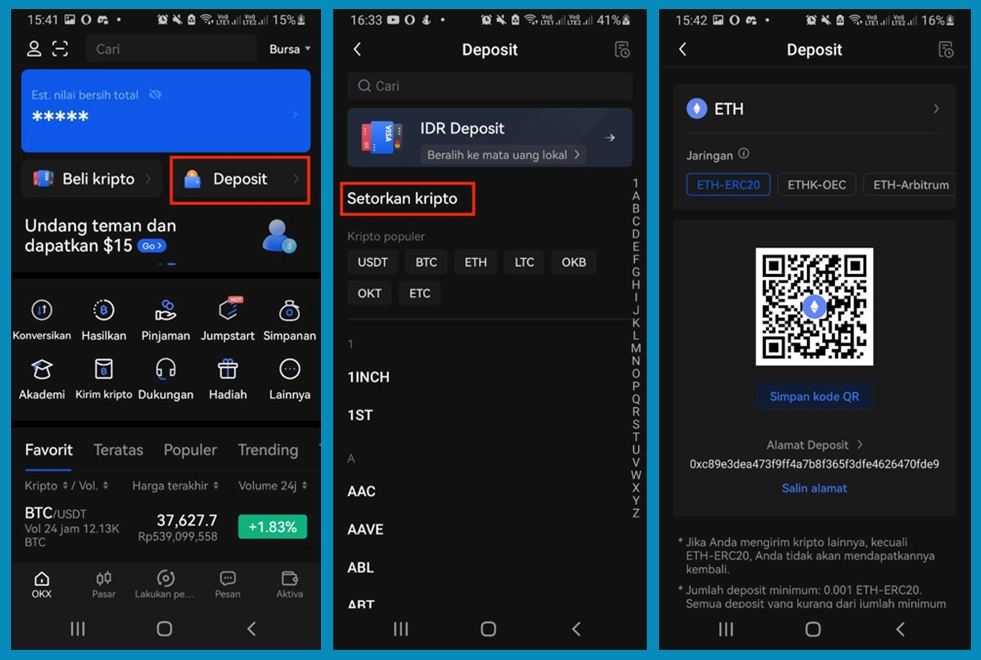 15:41
15%
Cari
Bursa
Est. nilai bersih total
*****
Beli kripto
Deposit
Undang teman dan
dapatkan $15 Go >
Konversikan
Hasilkan
Pinjaman
HOT
Jumpstart
Simpanan
Akademi
Kirim kripto
Dukungan
Hadiah
Lainnya
Favorit
Teratas
Populer
Trending
Kripto / Vol.
Harga terakhir
Volume 24j
BTC/USDT
Vol 24 jam 12.13K
BTC
37,627.7
Rp539,099,558
+1.83%
OKX
Pasar
Lakukan pe...
Pesan
Aktiva
16:33
41%
Deposit
Cari
VISA
IDR Deposit
Beralih ke mata uang lokal >
Setorkan kripto
Kripto populer
USDT
BTC
ETH
LTC
OKB
OKT
ETC
1
1INCH
1ST
A
AAC
AAVE
ABL
ABT
1
A
B
C
D
E
F
G
H
I
J
K
L
M
N
O
P
Q
R
S
T
U
V
W
X
Y
Z
15:42
16%
Deposit
ETH
Jaringan
ETH-ERC20
ETHK-OEC
ETH-Arbitrum
Simpan kode QR
Alamat Deposit >
0xc89e3dea473f9ff4a7b8f365f3dfe4626470fde9
Salin alamat
* Jika Anda mengirim kripto lainnya, kecuali
ETH-ERC20, Anda tidak akan mendapatkannya
kembali.
* Jumlah deposit minimum: 0.001 ETH-ERC20.
Semua deposit yang kurang dari jumlah minimum